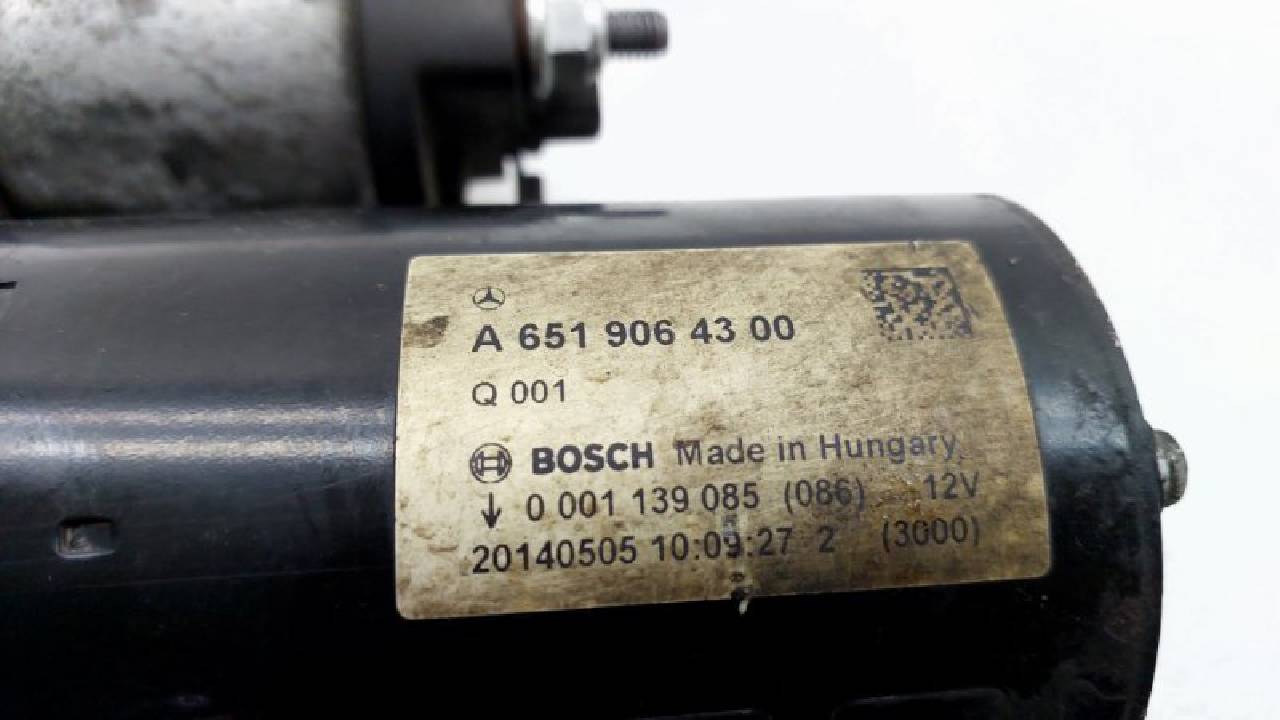 A 651 906 43 00
Q 001
BOSCH Made in Hungary
↓ 0 001 139 085 (086) 12V
20140505 10:09:27 2 (3000)